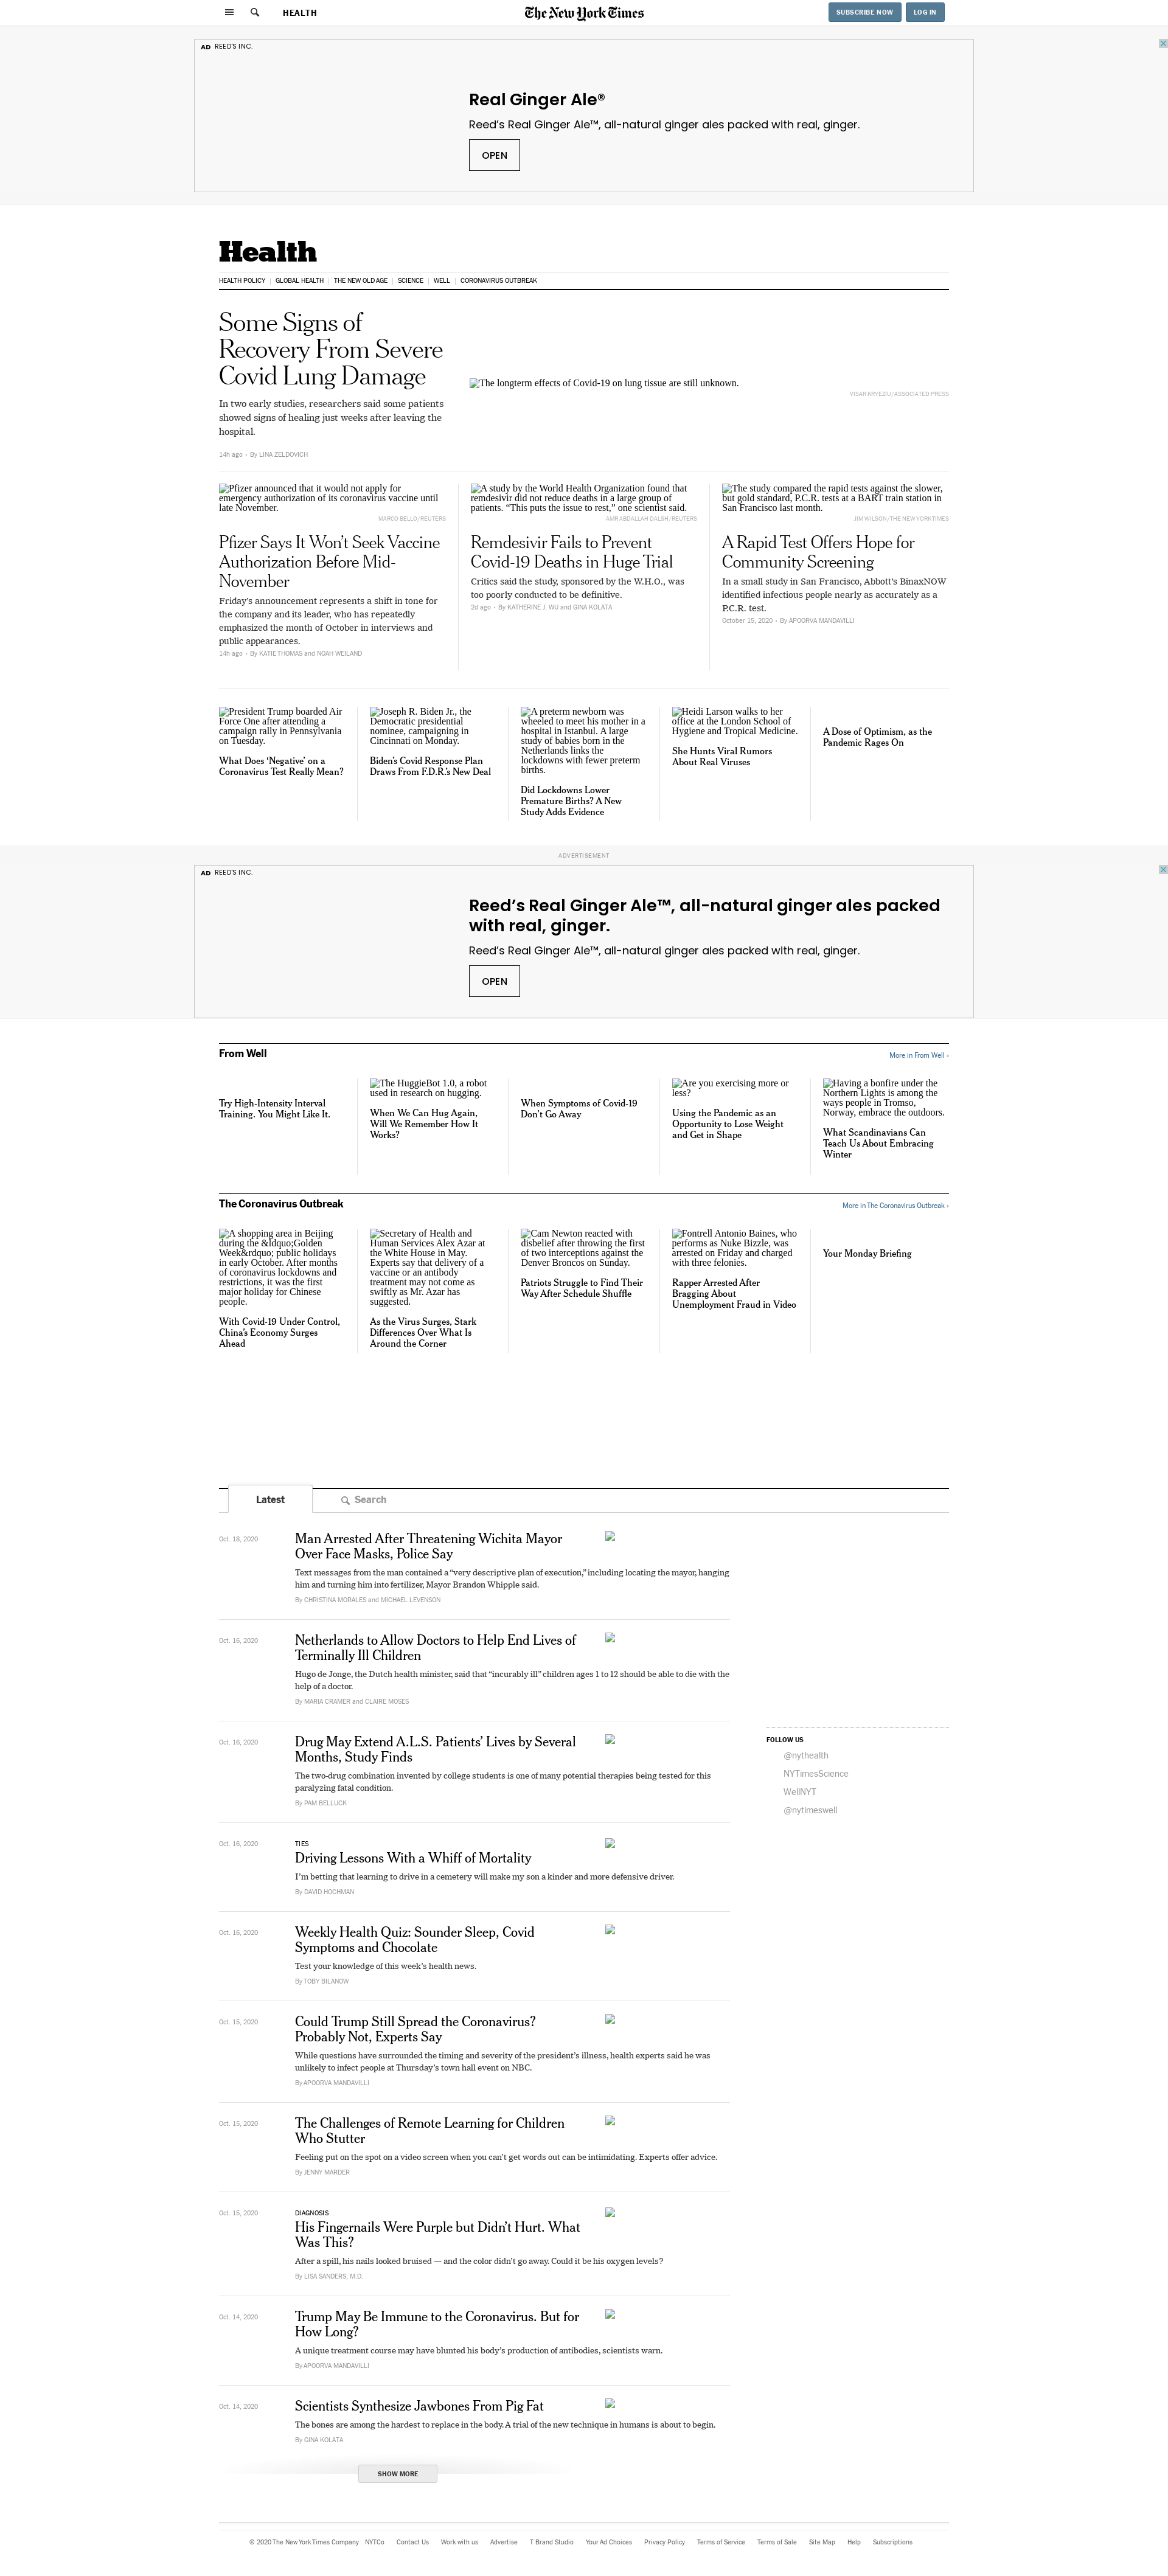 HEALTH
The New York Times
SUBSCRIBE NOW
LOG IN
AD REED'S INC.
Real Ginger Ale®
Reed’s Real Ginger Ale™, all-natural ginger ales packed with real, ginger.
OPEN
Health
HEALTH POLICY | GLOBAL HEALTH | THE NEW OLD AGE | SCIENCE | WELL | CORONAVIRUS OUTBREAK
Some Signs of
Recovery From Severe
Covid Lung Damage
In two early studies, researchers said some patients
showed signs of healing just weeks after leaving the
hospital.
14h ago • By LINA ZELDOVICH
The longterm effects of Covid-19 on lung tissue are still unknown.
VISAR KRYEZIU/ASSOCIATED PRESS
Pfizer announced that it would not apply for
emergency authorization of its coronavirus vaccine until
late November.
MARCO BELLO/REUTERS
Pfizer Says It Won’t Seek Vaccine
Authorization Before Mid-
November
Friday’s announcement represents a shift in tone for
the company and its leader, who has repeatedly
emphasized the month of October in interviews and
public appearances.
14h ago • By KATIE THOMAS and NOAH WEILAND
A study by the World Health Organization found that
remdesivir did not reduce deaths in a large group of
patients. “This puts the issue to rest,” one scientist said.
AMR ABDALLAH DALSH/REUTERS
Remdesivir Fails to Prevent
Covid-19 Deaths in Huge Trial
Critics said the study, sponsored by the W.H.O., was
too poorly conducted to be definitive.
2d ago • By KATHERINE J. WU and GINA KOLATA
The study compared the rapid tests against the slower,
but gold standard, P.C.R. tests at a BART train station in
San Francisco last month.
JIM WILSON/THE NEW YORK TIMES
A Rapid Test Offers Hope for
Community Screening
In a small study in San Francisco, Abbott’s BinaxNOW
identified infectious people nearly as accurately as a
P.C.R. test.
October 15, 2020 • By APOORVA MANDAVILLI
President Trump boarded Air
Force One after attending a
campaign rally in Pennsylvania
on Tuesday.
What Does ‘Negative’ on a
Coronavirus Test Really Mean?
Joseph R. Biden Jr., the
Democratic presidential
nominee, campaigning in
Cincinnati on Monday.
Biden’s Covid Response Plan
Draws From F.D.R.’s New Deal
A preterm newborn was
wheeled to meet his mother in a
hospital in Istanbul. A large
study of babies born in the
Netherlands links the
lockdowns with fewer preterm
births.
Did Lockdowns Lower
Premature Births? A New
Study Adds Evidence
Heidi Larson walks to her
office at the London School of
Hygiene and Tropical Medicine.
She Hunts Viral Rumors
About Real Viruses
A Dose of Optimism, as the
Pandemic Rages On
ADVERTISEMENT
AD REED'S INC.
Reed’s Real Ginger Ale™, all-natural ginger ales packed
with real, ginger.
Reed’s Real Ginger Ale™, all-natural ginger ales packed with real, ginger.
OPEN
From Well
More in From Well ›
Try High-Intensity Interval
Training. You Might Like It.
The HuggieBot 1.0, a robot
used in research on hugging.
When We Can Hug Again,
Will We Remember How It
Works?
When Symptoms of Covid-19
Don’t Go Away
Are you exercising more or
less?
Using the Pandemic as an
Opportunity to Lose Weight
and Get in Shape
Having a bonfire under the
Northern Lights is among the
ways people in Tromso,
Norway, embrace the outdoors.
What Scandinavians Can
Teach Us About Embracing
Winter
The Coronavirus Outbreak
More in The Coronavirus Outbreak ›
A shopping area in Beijing
during the &ldquo;Golden
Week&rdquo; public holidays
in early October. After months
of coronavirus lockdowns and
restrictions, it was the first
major holiday for Chinese
people.
With Covid-19 Under Control,
China’s Economy Surges
Ahead
Secretary of Health and
Human Services Alex Azar at
the White House in May.
Experts say that delivery of a
vaccine or an antibody
treatment may not come as
swiftly as Mr. Azar has
suggested.
As the Virus Surges, Stark
Differences Over What Is
Around the Corner
Cam Newton reacted with
disbelief after throwing the first
of two interceptions against the
Denver Broncos on Sunday.
Patriots Struggle to Find Their
Way After Schedule Shuffle
Fontrell Antonio Baines, who
performs as Nuke Bizzle, was
arrested on Friday and charged
with three felonies.
Rapper Arrested After
Bragging About
Unemployment Fraud in Video
Your Monday Briefing
Latest
Search
Oct. 18, 2020
Man Arrested After Threatening Wichita Mayor
Over Face Masks, Police Say
Text messages from the man contained a “very descriptive plan of execution,” including locating the mayor, hanging
him and turning him into fertilizer, Mayor Brandon Whipple said.
By CHRISTINA MORALES and MICHAEL LEVENSON
Oct. 16, 2020
Netherlands to Allow Doctors to Help End Lives of
Terminally Ill Children
Hugo de Jonge, the Dutch health minister, said that “incurably ill” children ages 1 to 12 should be able to die with the
help of a doctor.
By MARIA CRAMER and CLAIRE MOSES
Oct. 16, 2020
Drug May Extend A.L.S. Patients’ Lives by Several
Months, Study Finds
The two-drug combination invented by college students is one of many potential therapies being tested for this
paralyzing fatal condition.
By PAM BELLUCK
FOLLOW US
@nythealth
NYTimesScience
WellNYT
@nytimeswell
Oct. 16, 2020
TIES
Driving Lessons With a Whiff of Mortality
I’m betting that learning to drive in a cemetery will make my son a kinder and more defensive driver.
By DAVID HOCHMAN
Oct. 16, 2020
Weekly Health Quiz: Sounder Sleep, Covid
Symptoms and Chocolate
Test your knowledge of this week’s health news.
By TOBY BILANOW
Oct. 15, 2020
Could Trump Still Spread the Coronavirus?
Probably Not, Experts Say
While questions have surrounded the timing and severity of the president’s illness, health experts said he was
unlikely to infect people at Thursday’s town hall event on NBC.
By APOORVA MANDAVILLI
Oct. 15, 2020
The Challenges of Remote Learning for Children
Who Stutter
Feeling put on the spot on a video screen when you can’t get words out can be intimidating. Experts offer advice.
By JENNY MARDER
Oct. 15, 2020
DIAGNOSIS
His Fingernails Were Purple but Didn’t Hurt. What
Was This?
After a spill, his nails looked bruised — and the color didn’t go away. Could it be his oxygen levels?
By LISA SANDERS, M.D.
Oct. 14, 2020
Trump May Be Immune to the Coronavirus. But for
How Long?
A unique treatment course may have blunted his body’s production of antibodies, scientists warn.
By APOORVA MANDAVILLI
Oct. 14, 2020
Scientists Synthesize Jawbones From Pig Fat
The bones are among the hardest to replace in the body. A trial of the new technique in humans is about to begin.
By GINA KOLATA
SHOW MORE
© 2020 The New York Times Company NYTCo Contact Us Work with us Advertise T Brand Studio Your Ad Choices Privacy Policy Terms of Service Terms of Sale Site Map Help Subscriptions